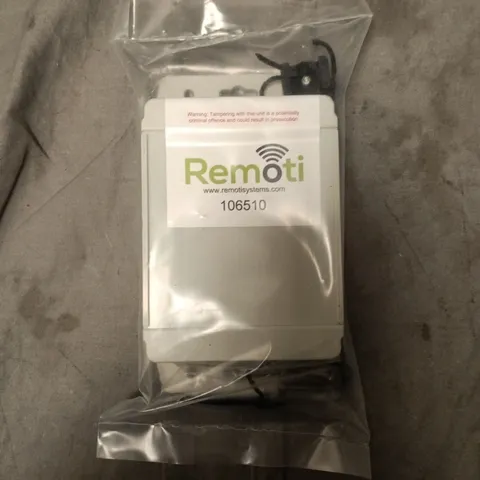 Warning: Tampering with this unit is a potentially
criminal offence and could result in prosecution
Remoti
www.remotisystems.com
106510